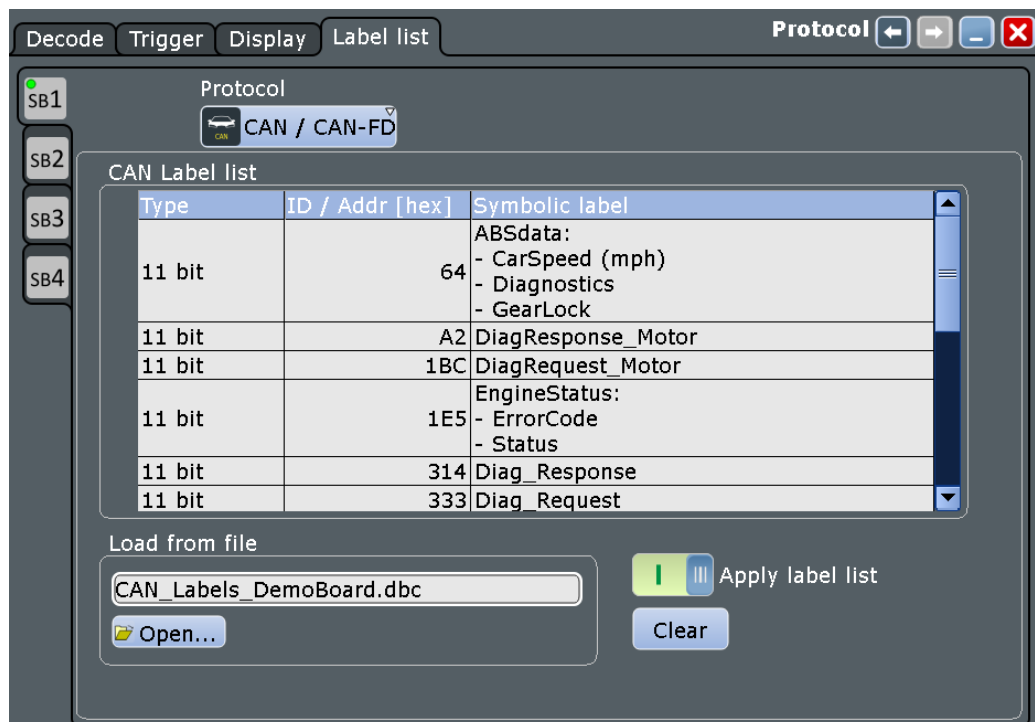 Decode Trigger Display Label list Protocol
SB1
SB2
SB3
SB4
Protocol
CAN CAN / CAN-FD
CAN Label list
Type ID / Addr [hex] Symbolic label
11 bit 64 ABSdata:
- CarSpeed (mph)
- Diagnostics
- GearLock
11 bit A2 DiagResponse_Motor
11 bit 1BC DiagRequest_Motor
11 bit 1E5 EngineStatus:
- ErrorCode
- Status
11 bit 314 Diag_Response
11 bit 333 Diag_Request
Load from file
CAN_Labels_DemoBoard.dbc
Open...
Apply label list
Clear